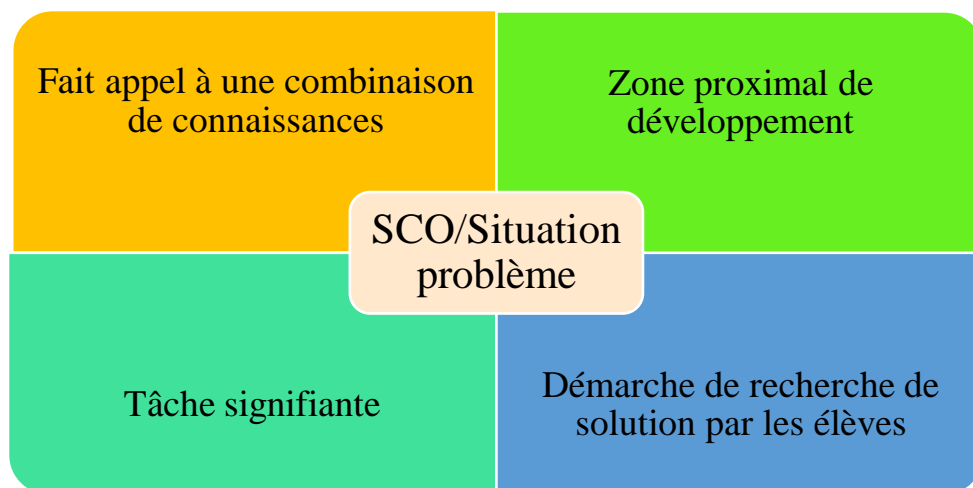 Fait appel à une combinaison
de connaissances
Zone proximal de
développement
SCO/Situation
problème
Tâche signifiante
Démarche de recherche de
solution par les élèves